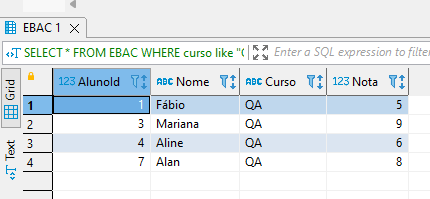 EBAC 1
SELECT * FROM EBAC WHERE curso like "
Enter a SQL expression to filter
Grid
Text
123 AlunoId ABC Nome ABC Curso 123 Nota
1 1 Fábio QA 5
2 3 Mariana QA 9
3 4 Aline QA 6
4 7 Alan QA 8